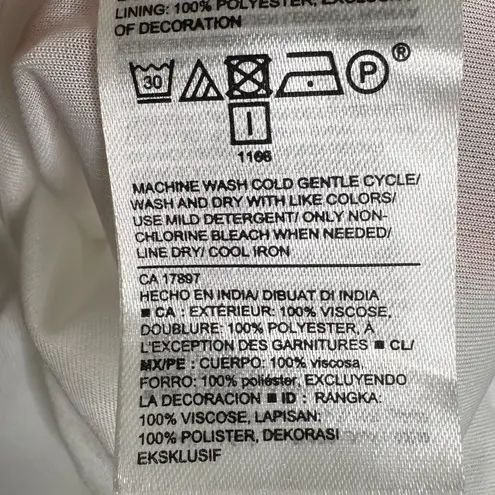 LINING: 100% POLYESTER, EXCLUSIVE
OF DECORATION
30 P ®
1166
MACHINE WASH COLD GENTLE CYCLE/
WASH AND DRY WITH LIKE COLORS/
USE MILD DETERGENT/ ONLY NON-
CHLORINE BLEACH WHEN NEEDED/
LINE DRY/ COOL IRON
CA 17897
HECHO EN INDIA/ DIBUAT DI INDIA
■ CA : EXTÉRIEUR: 100% VISCOSE,
DOUBLURE: 100% POLYESTER, À
L'EXCEPTION DES GARNITURES ■ CL/
MX/PE : CUERPO: 100% viscosa,
FORRO: 100% poliéster, EXCLUYENDO
LA DECORACION ■ ID : RANGKA:
100% VISCOSE, LAPISAN:
100% POLISTER, DEKORASI
EKSKLUSIF